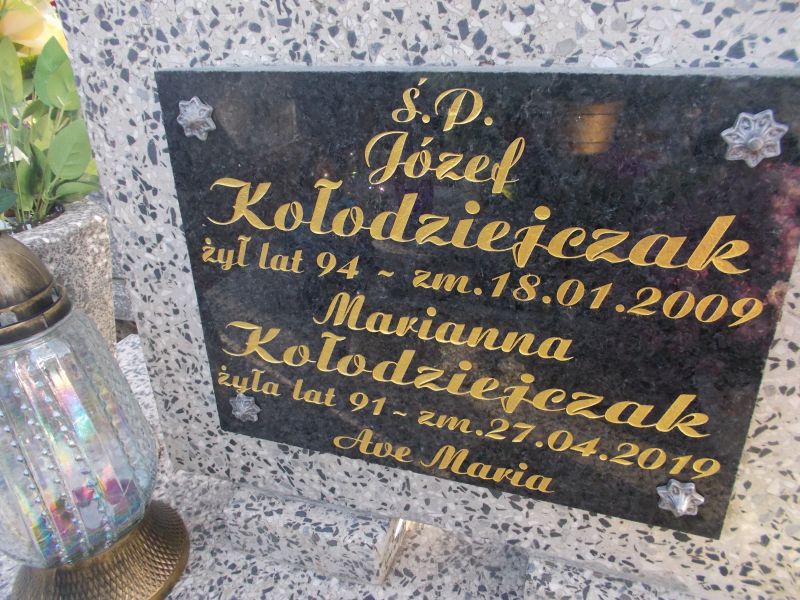 ś.P.
Józef
Kołodziejczak
żył lat 94 ~ zm.18.01.2009
Marianna
Kołodziejczak
żyła lat 91 ~ zm.27.04.2019
Ave Maria